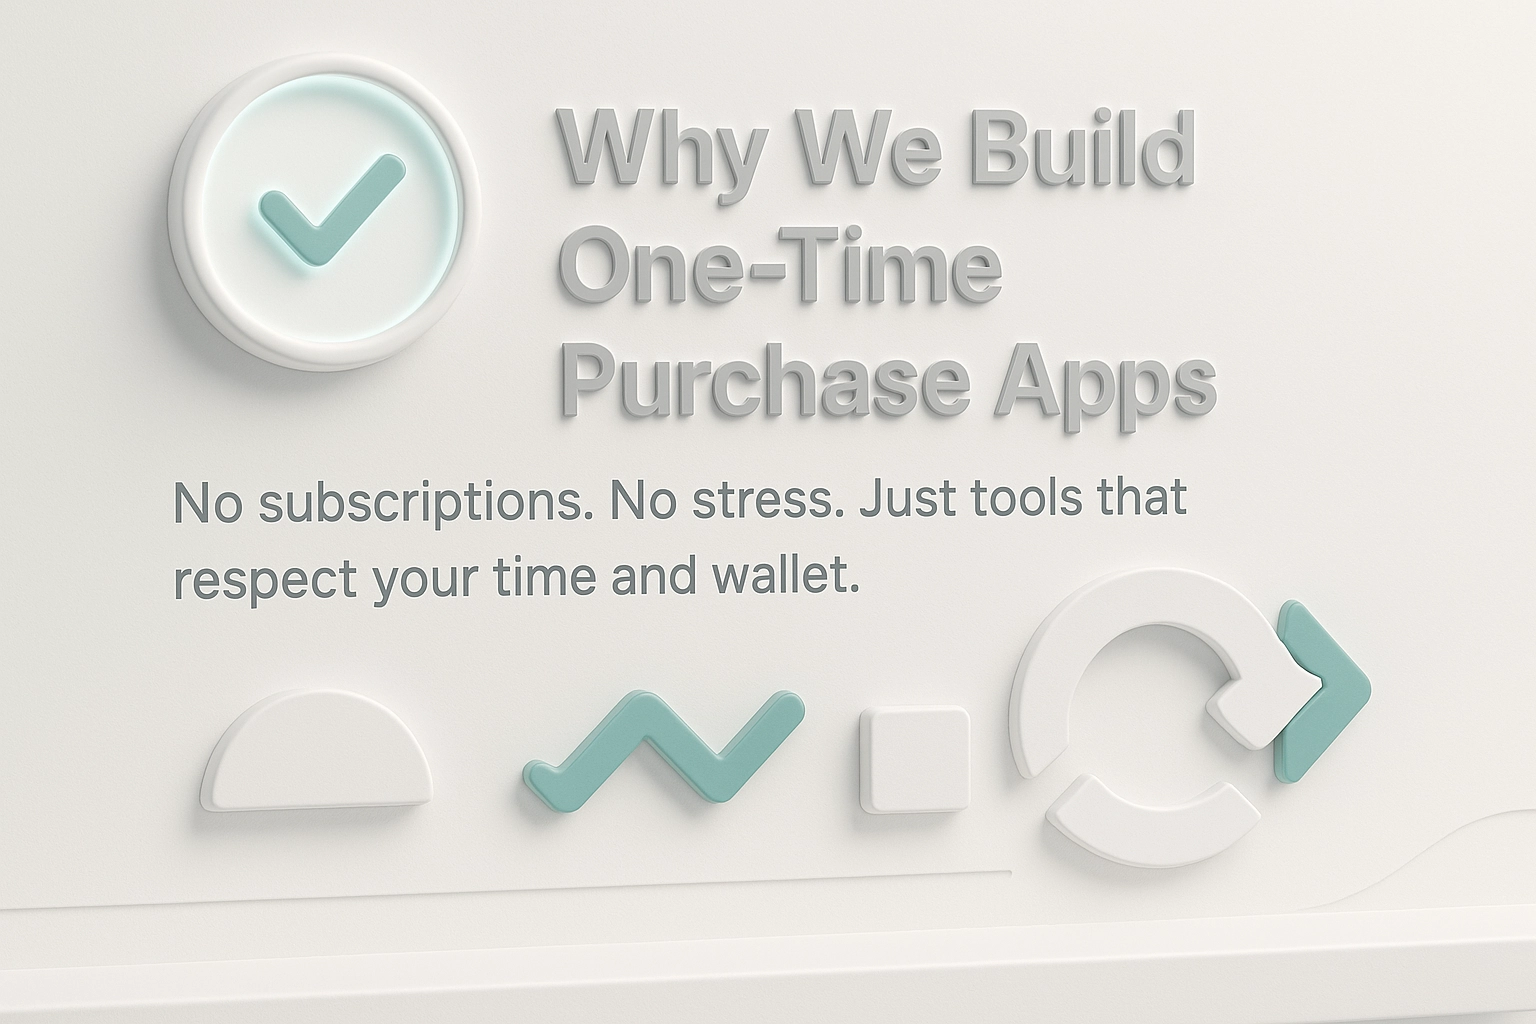 Why We Build
One-Time
Purchase Apps
No subscriptions. No stress. Just tools that
respect your time and wallet.